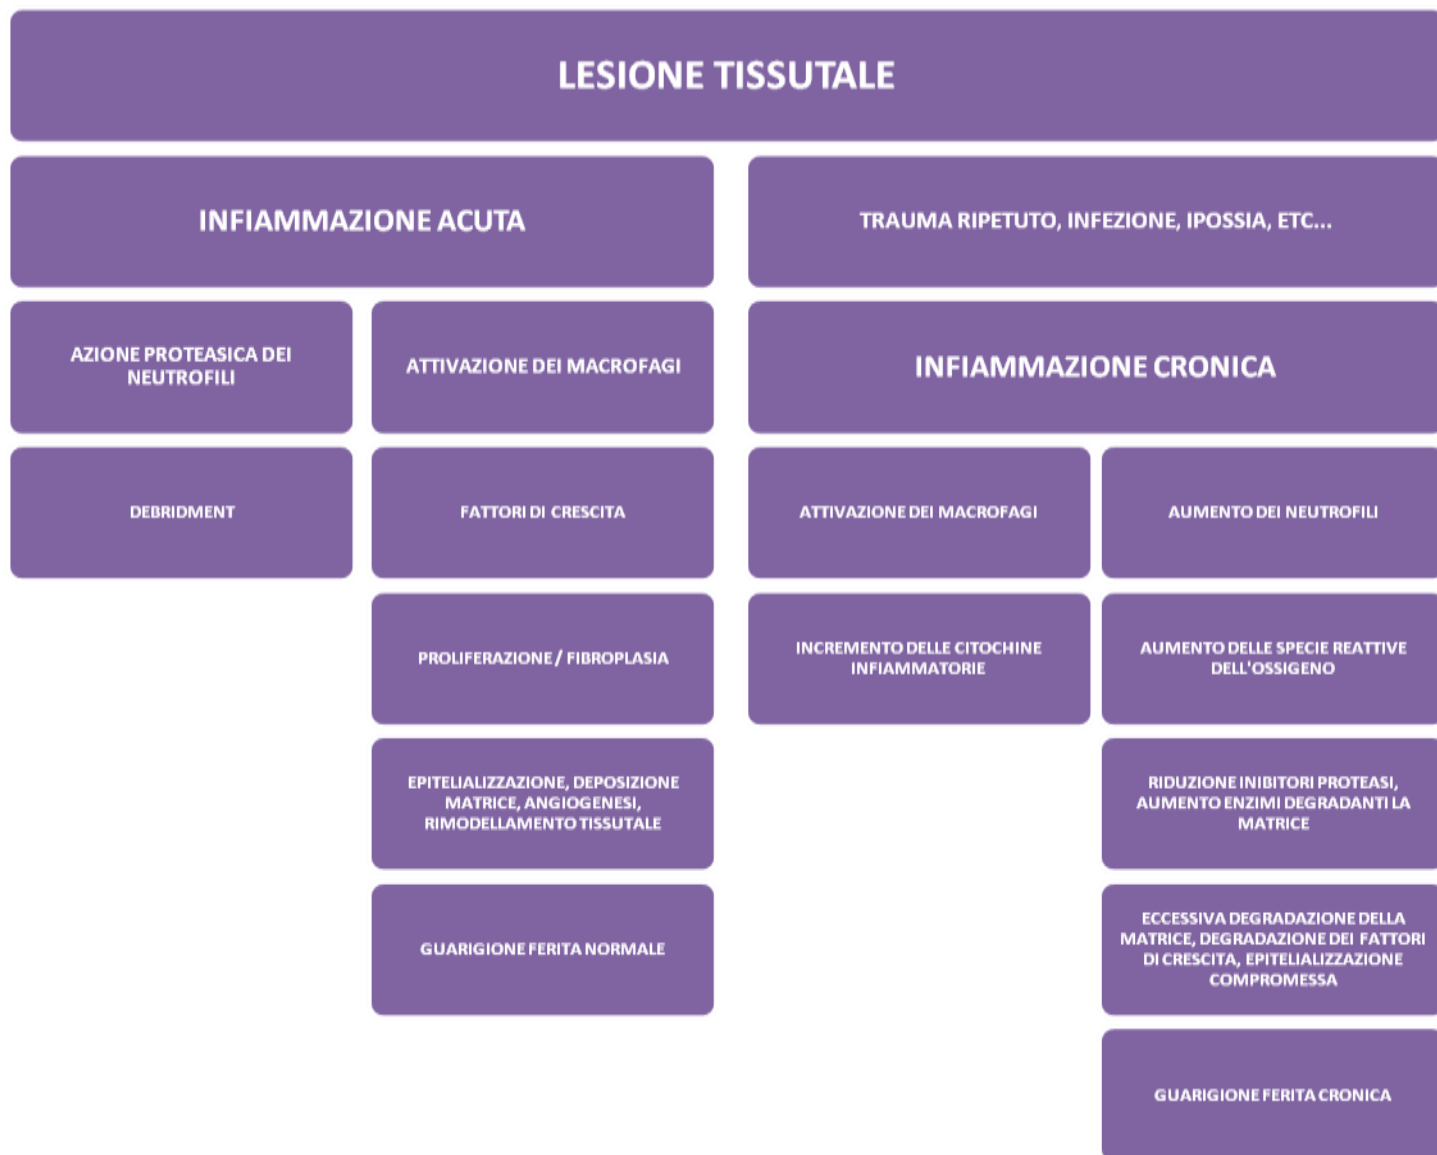 LESIONE TISSUTALE
INFIAMMAZIONE ACUTA
TRAUMA RIPETUTO, INFEZIONE, IPOSSIA, ETC...
AZIONE PROTEASICA DEI
NEUTROFILI
ATTIVAZIONE DEI MACROFAGI
INFIAMMAZIONE CRONICA
DEBRIDMENT
FATTORI DI CRESCITA
ATTIVAZIONE DEI MACROFAGI
AUMENTO DEI NEUTROFILI
PROLIFERAZIONE / FIBROPLASIA
INCREMENTO DELLE CITOCHINE
INFIAMMATORIE
AUMENTO DELLE SPECIE REATTIVE
DELL'OSSIGENO
EPITELIALIZZAZIONE, DEPOSIZIONE
MATRICE, ANGIOGENESI,
RIMODELLAMENTO TISSUTALE
RIDUZIONE INIBITORI PROTEASI,
AUMENTO ENZIMI DEGRADANTI LA
MATRICE
GUARIGIONE FERITA NORMALE
ECCESSIVA DEGRADAZIONE DELLA
MATRICE, DEGRADAZIONE DEI FATTORI
DI CRESCITA, EPITELIALIZZAZIONE
COMPROMESSA
GUARIGIONE FERITA CRONICA